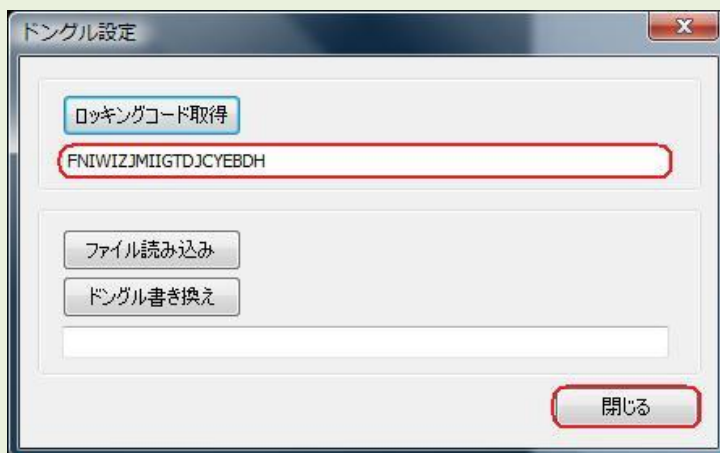 ドングル設定
ロッキングコード取得
FNIWIZJMIIGTDJCYEBDH
ファイル読み込み
ドングル書き換え
閉じる